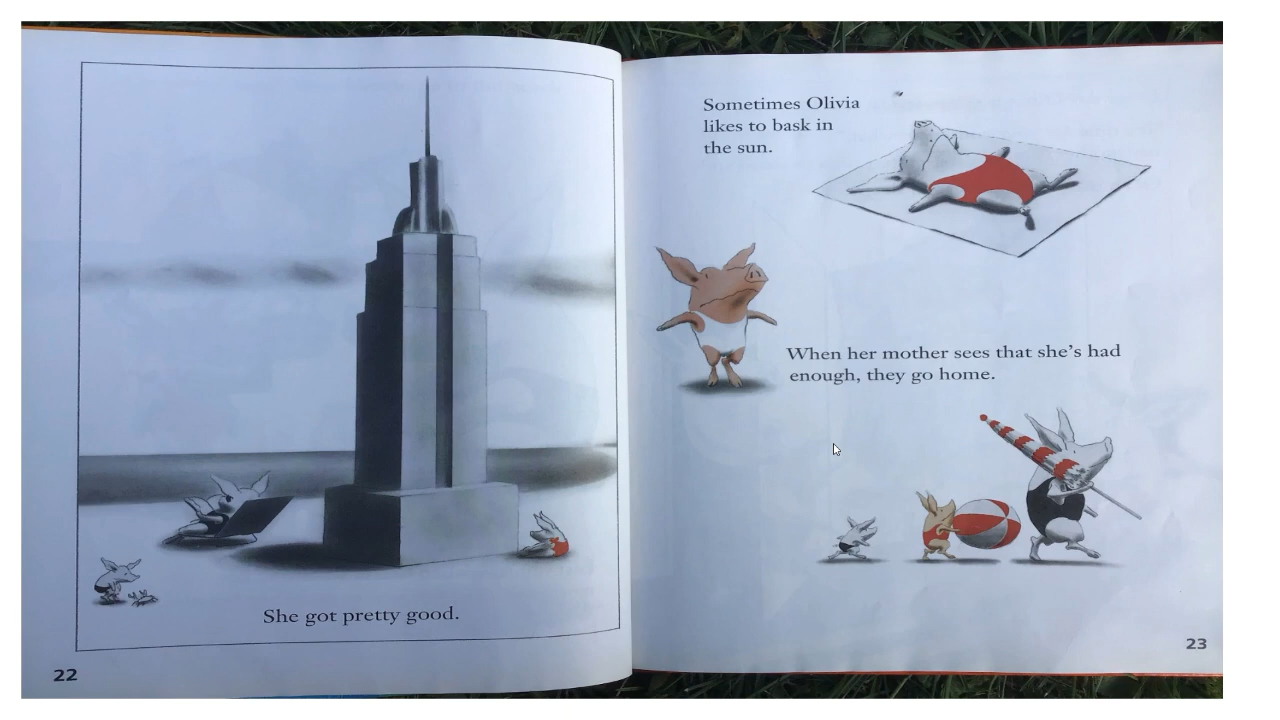 She got pretty good.
22
Sometimes Olivia
likes to bask in
the sun.
When her mother sees that she’s had
enough, they go home.
23